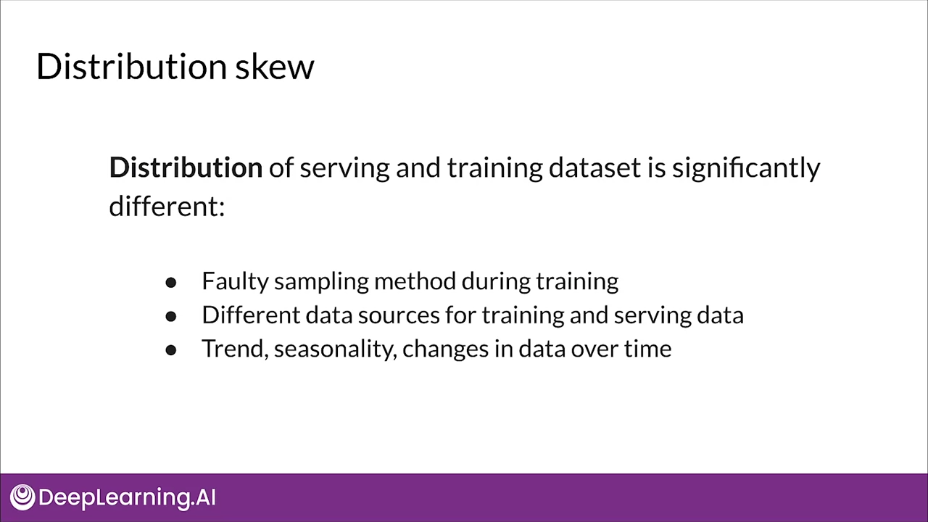 Distribution skew
Distribution of serving and training dataset is significantly
different:
● Faulty sampling method during training
● Different data sources for training and serving data
● Trend, seasonality, changes in data over time
DeepLearning.AI